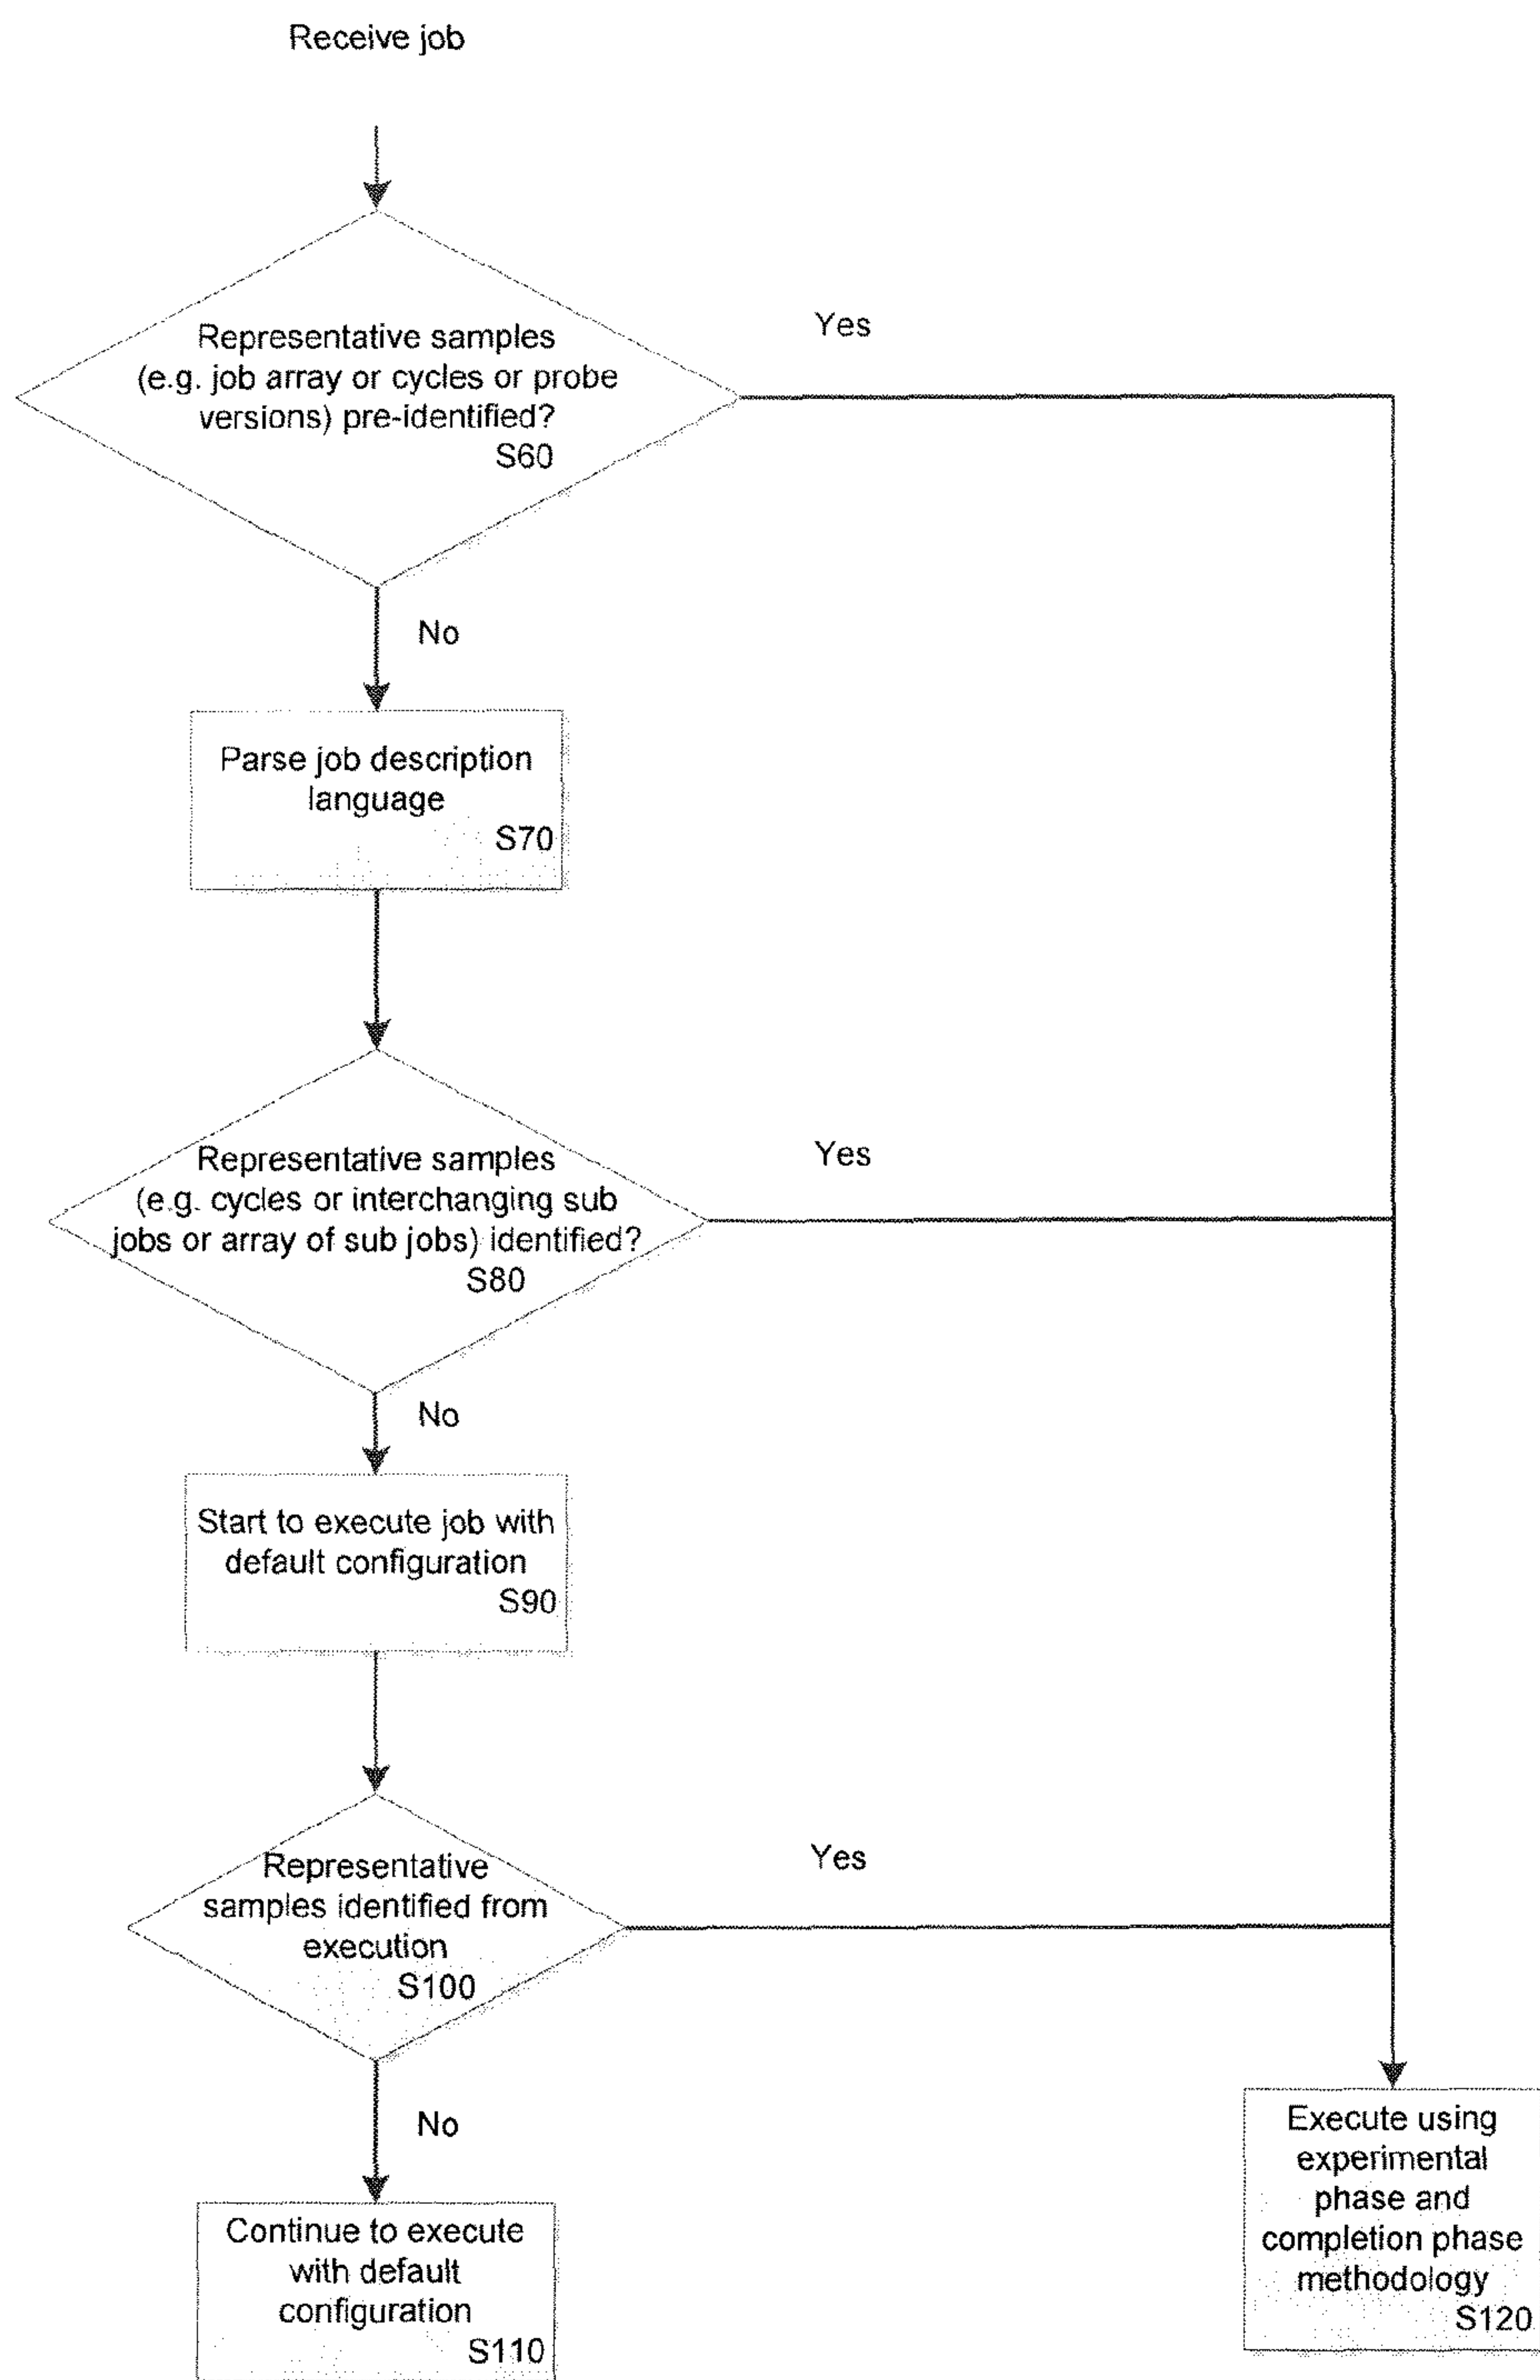 Receive job
Representative samples
(e.g. job array or cycles or probe
versions) pre-identified?
S60
Yes
No
Parse job description
language
S70
Representative samples
(e.g. cycles or interchanging sub
jobs or array of sub jobs) identified?
S80
Yes
No
Start to execute job with
default configuration
S90
Representative
samples identified from
execution
S100
Yes
No
Continue to execute
with default
configuration
S110
Execute using
experimental
phase and
completion phase
methodology
S120